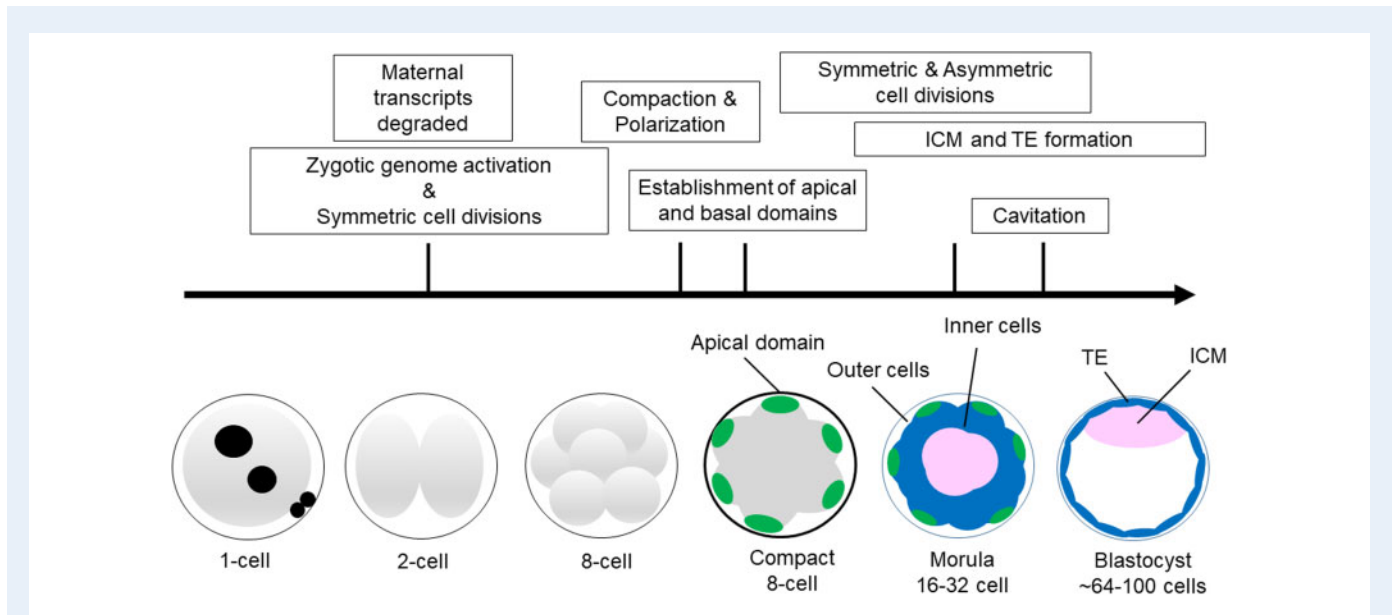 Maternal
transcripts
degraded
Zygotic genome activation
&
Symmetric cell divisions
Compaction &
Polarization
Establishment of apical
and basal domains
Symmetric & Asymmetric
cell divisions
ICM and TE formation
Cavitation
Apical domain
Outer cells
Inner cells
TE
ICM
1-cell
2-cell
8-cell
Compact
8-cell
Morula
16-32 cell
Blastocyst
~64-100 cells